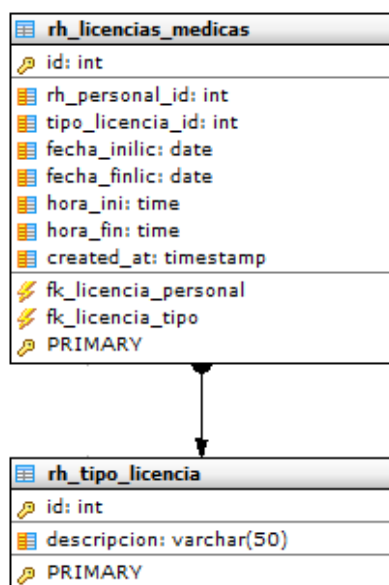 rh_licencias_medicas
id: int
rh_personal_id: int
tipo_licencia_id: int
fecha_inilic: date
fecha_finlic: date
hora_ini: time
hora_fin: time
created_at: timestamp
fk_licencia_personal
fk_licencia_tipo
PRIMARY
rh_tipo_licencia
id: int
descripcion: varchar(50)
PRIMARY